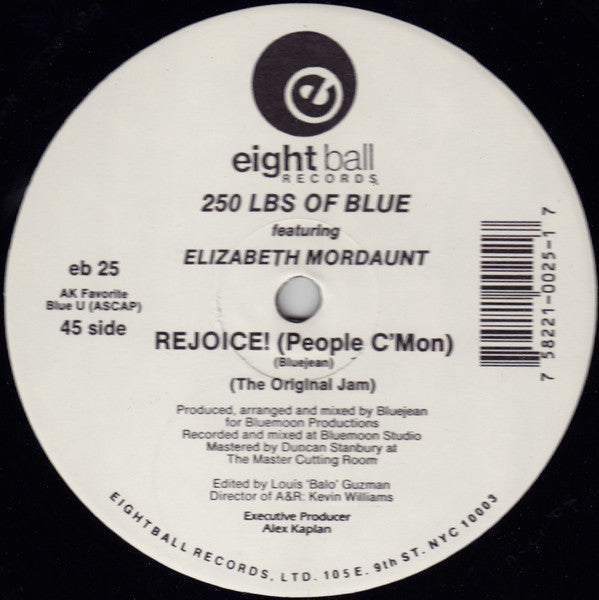 e
eight ball
RECORDS
250 LBS OF BLUE
featuring
ELIZABETH MORDAUNT
eb 25
AK Favorite
Blue U (ASCAP)
45 side
REJOICE! (People C'Mon)
(Bluejean)
(The Original Jam)
Produced, arranged and mixed by Bluejean
for Bluemoon Productions
Recorded and mixed at Bluemoon Studio
Mastered by Duncan Stanbury at
The Master Cutting Room
Edited by Louis 'Balo' Guzman
Director of A&R: Kevin Williams
Executive Producer
Alex Kaplan
EIGHTBALL RECORDS, LTD. 105 E. 9th ST. NYC 10003
7 58221-0025-1 7